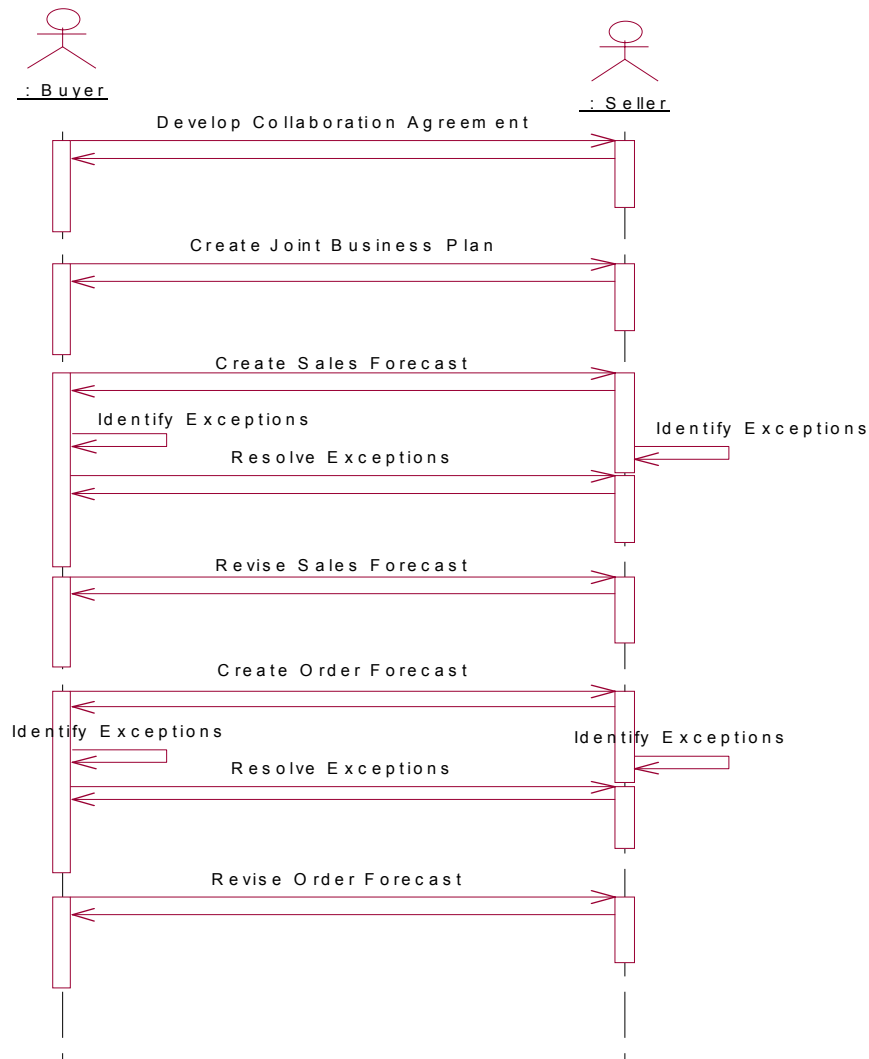 : Buyer
: Seller
Develop Collaboration Agreement
Create Joint Business Plan
Create Sales Forecast
Identify Exceptions
Identify Exceptions
Resolve Exceptions
Revise Sales Forecast
Create Order Forecast
Identify Exceptions
Identify Exceptions
Resolve Exceptions
Revise Order Forecast